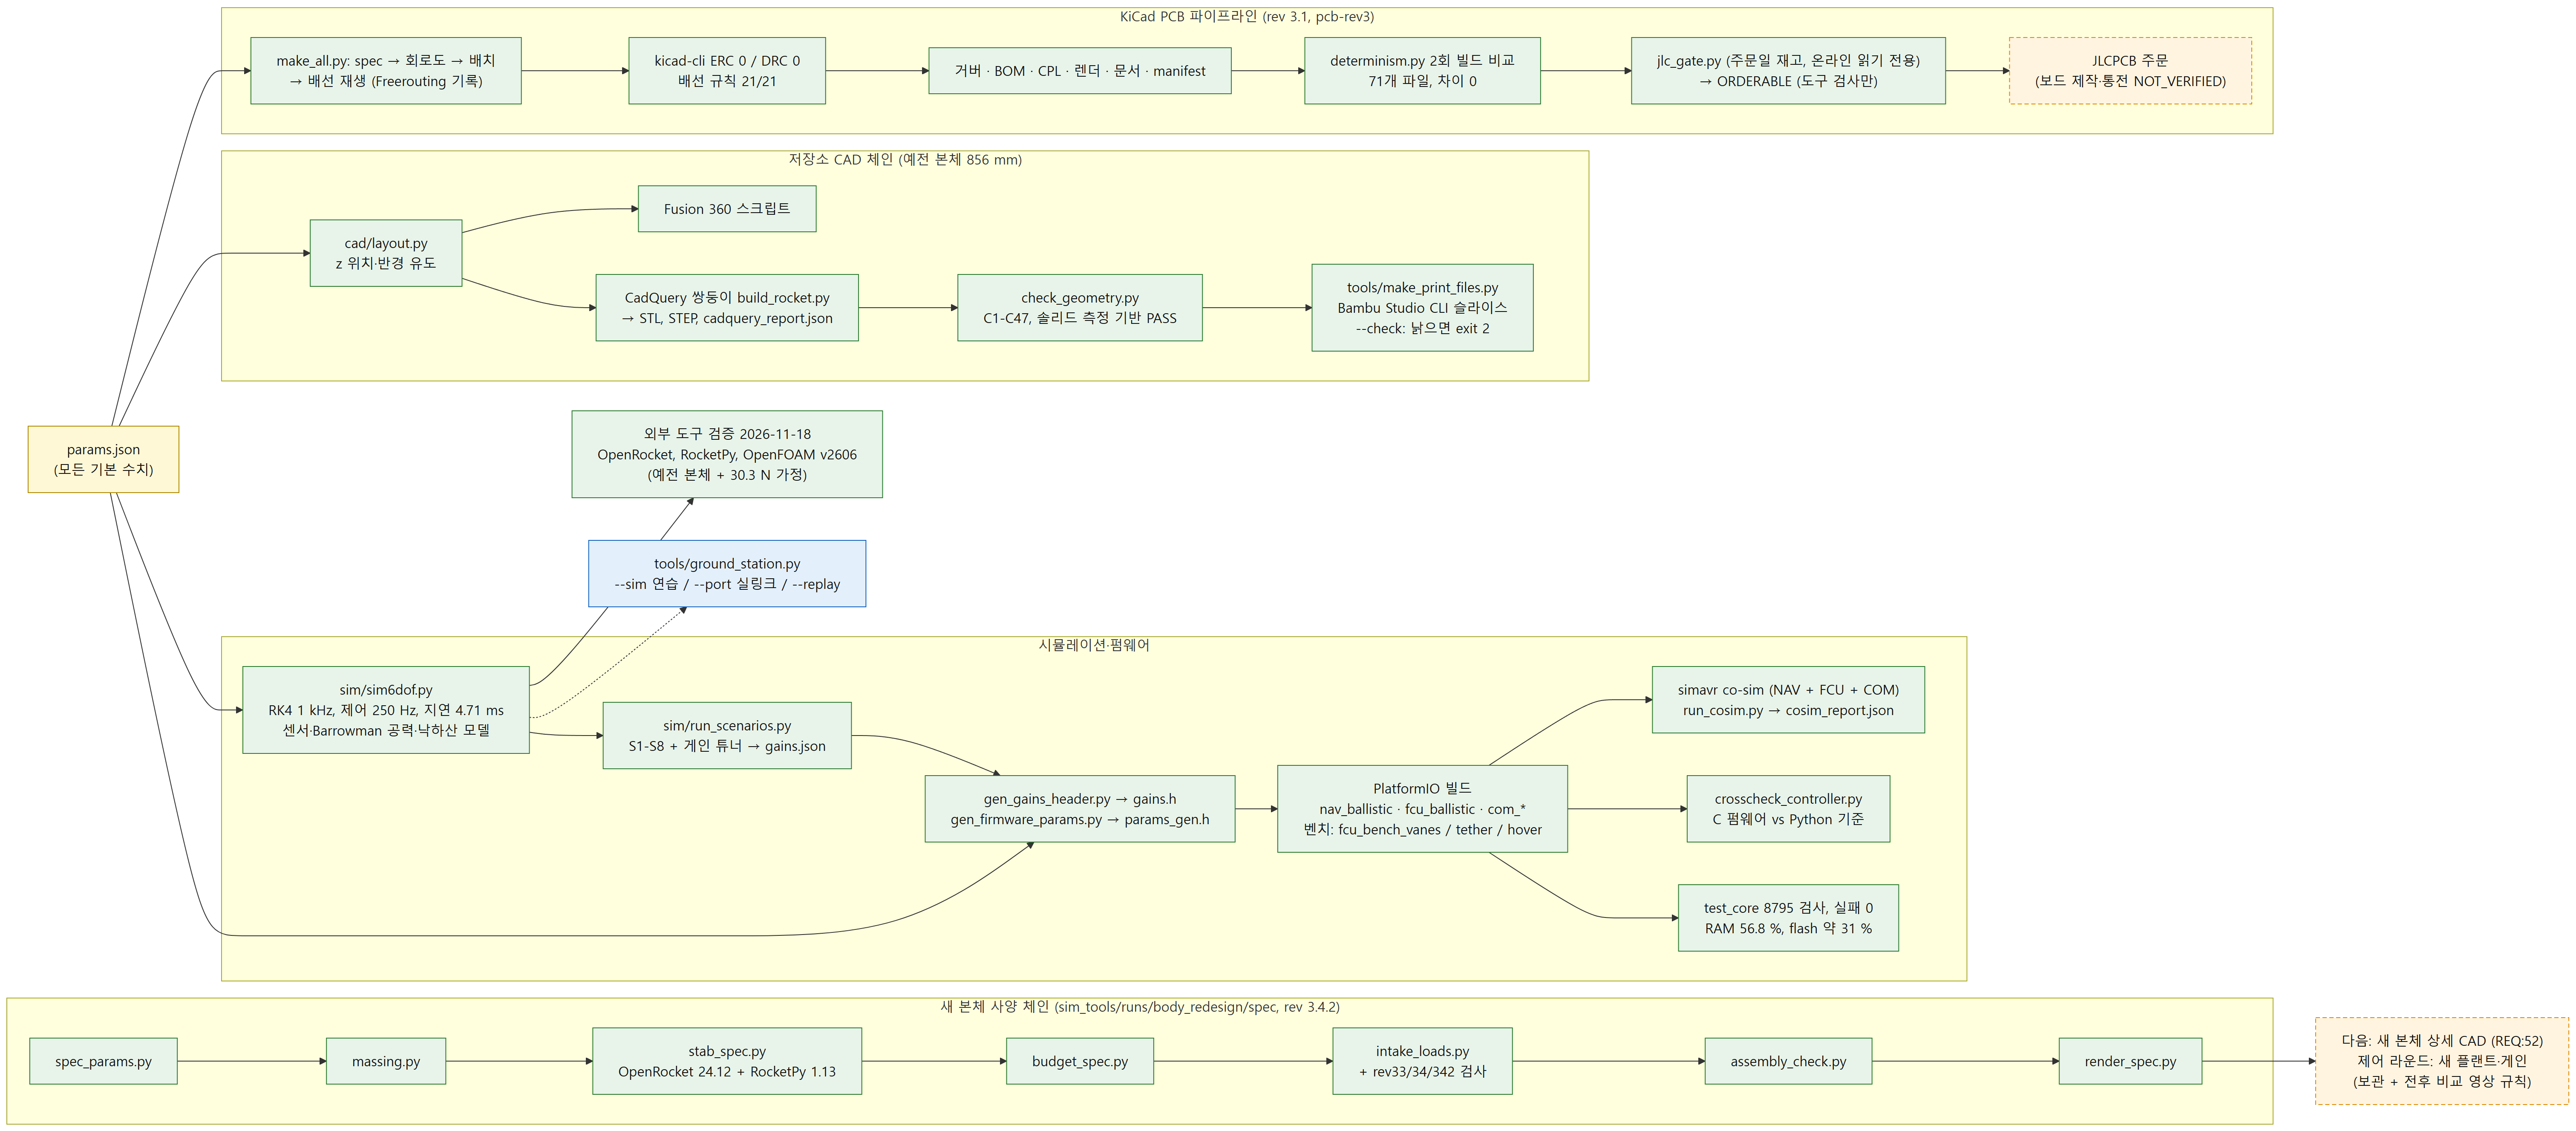 KiCad PCB 파이프라인 (rev 3.1, pcb-rev3)
make_all.py: spec → 회로도 → 배치
→ 배선 재생 (Freerouting 기록)
kicad-cli ERC 0 / DRC 0
배선 규칙 21/21
거버 · BOM · CPL · 렌더 · 문서 · manifest
determinism.py 2회 빌드 비교
71개 파일, 차이 0
jlc_gate.py (주문일 재고, 온라인 읽기 전용)
→ ORDERABLE (도구 검사만)
JLCPCB 주문
(보드 제작·통전 NOT_VERIFIED)
저장소 CAD 체인 (예전 본체 856 mm)
Fusion 360 스크립트
cad/layout.py
z 위치·반경 유도
CadQuery 쌍둥이 build_rocket.py
→ STL, STEP, cadquery_report.json
check_geometry.py
C1-C47, 솔리드 측정 기반 PASS
tools/make_print_files.py
Bambu Studio CLI 슬라이스
--check: 낡으면 exit 2
params.json
(모든 기본 수치)
외부 도구 검증 2026-11-18
OpenRocket, RocketPy, OpenFOAM v2606
(예전 본체 + 30.3 N 가정)
tools/ground_station.py
--sim 연습 / --port 실링크 / --replay
시뮬레이션·펌웨어
sim/sim6dof.py
RK4 1 kHz, 제어 250 Hz, 지연 4.71 ms
센서·Barrowman 공력·낙하산 모델
sim/run_scenarios.py
S1-S8 + 게인 튜너 → gains.json
gen_gains_header.py → gains.h
gen_firmware_params.py → params_gen.h
PlatformIO 빌드
nav_ballistic · fcu_ballistic · com_*
벤치: fcu_bench_vanes / tether / hover
simavr co-sim (NAV + FCU + COM)
run_cosim.py → cosim_report.json
crosscheck_controller.py
C 펌웨어 vs Python 기준
test_core 8795 검사, 실패 0
RAM 56.8 %, flash 약 31 %
새 본체 사양 체인 (sim_tools/runs/body_redesign/spec, rev 3.4.2)
spec_params.py
massing.py
stab_spec.py
OpenRocket 24.12 + RocketPy 1.13
budget_spec.py
intake_loads.py
+ rev33/34/342 검사
assembly_check.py
render_spec.py
다음: 새 본체 상세 CAD (REQ:52)
제어 라운드: 새 플랜트·게인
(보관 + 전후 비교 영상 규칙)